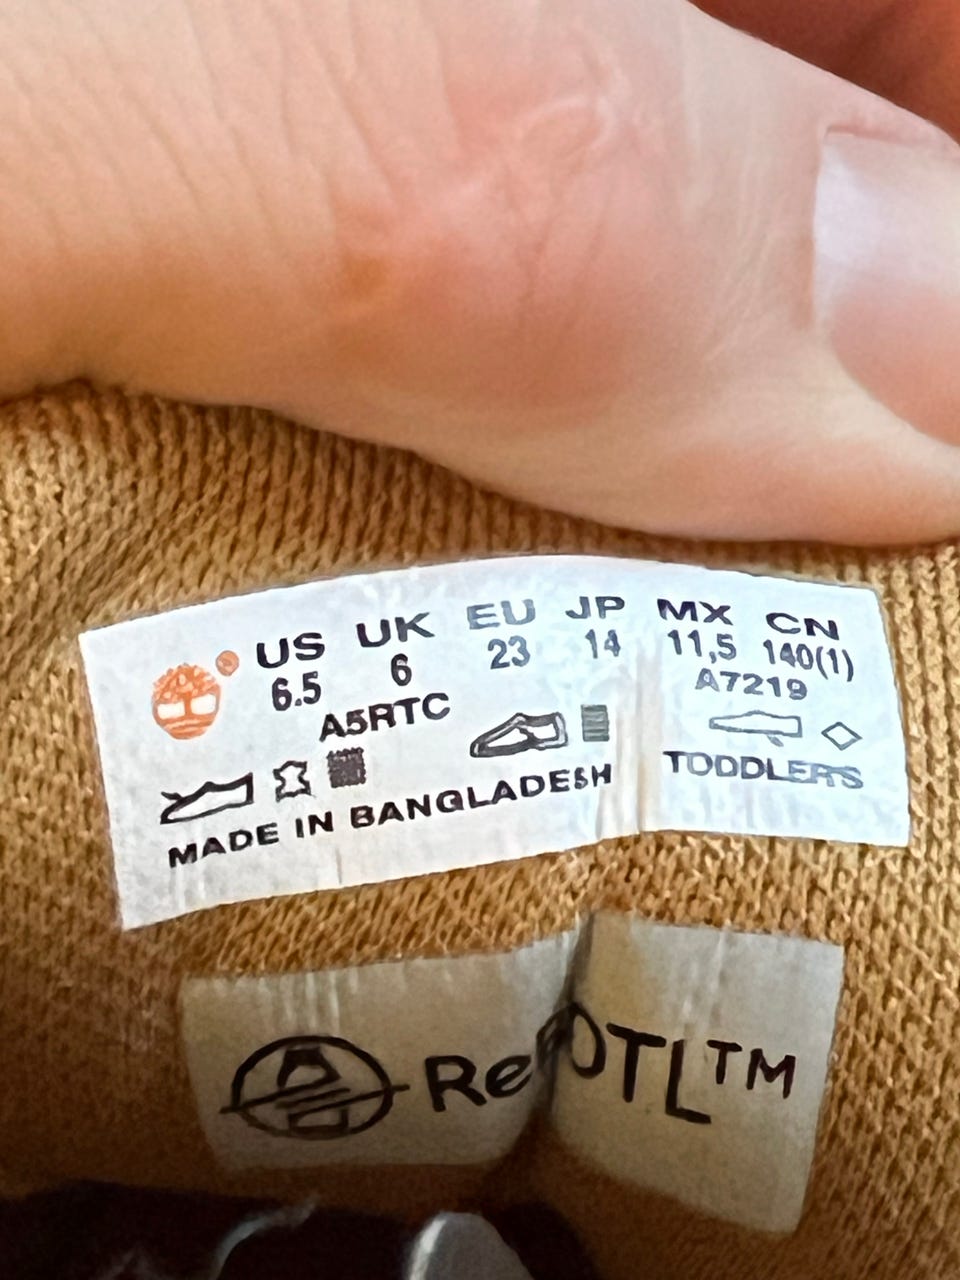 US UK EU JP MX CN
6.5 6 23 14 11,5 140(1)
A5RTC A7219
MADE IN BANGLADESH TODDLERS
ReBOTL™